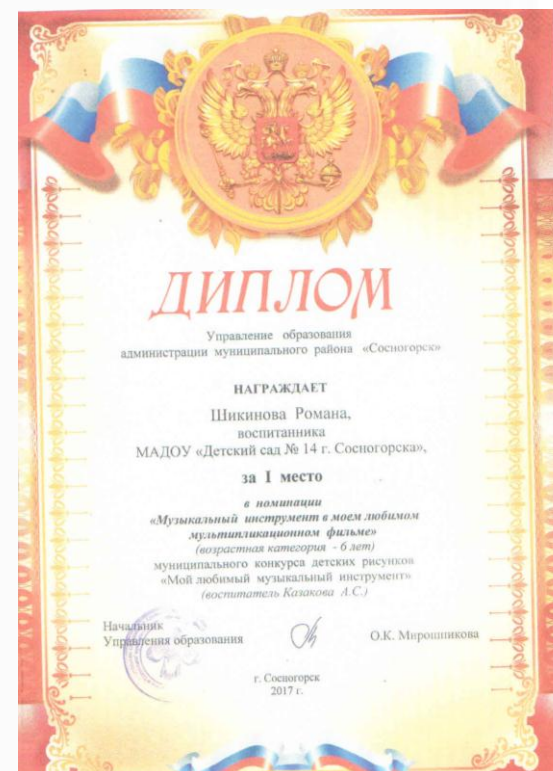 ДИПЛОМ
Управление образования
администрации муниципального района «Сосногорск»
НАГРАЖДАЕТ
Шикинова Романа,
воспитанника
МАДОУ «Детский сад № 14 г. Сосногорска»,
за I место
в номинации
«Музыкальный инструмент в моем любимом
мультипликационном фильме»
(возрастная категория - 6 лет)
муниципального конкурса детских рисунков
«Мой любимый музыкальный инструмент»
(воспитатель Казакова А.С.)
Начальник
Управления образования
О.К. Мирошникова
г. Сосногорск
2017 г.